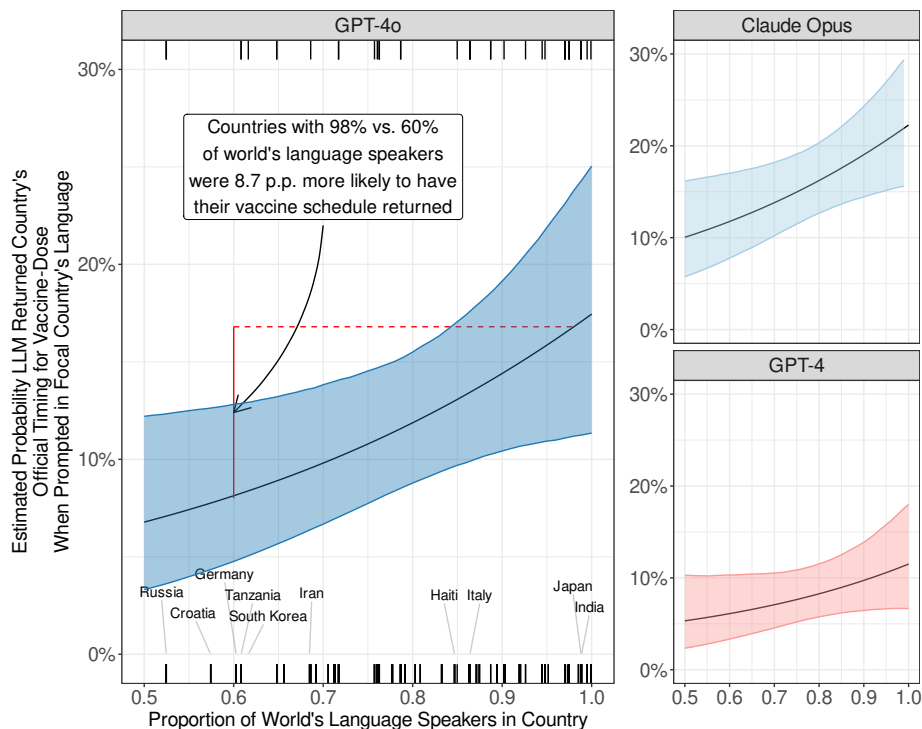 GPT-4o
30%
20%
10%
0%
Countries with 98% vs. 60%
of world's language speakers
were 8.7 p.p. more likely to have
their vaccine schedule returned
Estimated Probability LLM Returned Country's
Official Timing for Vaccine-Dose
When Prompted in Focal Country's Language
Russia
Croatia
Germany
Tanzania
South Korea
Iran
Haiti
Italy
Japan
India
0.5 0.6 0.7 0.8 0.9 1.0
Proportion of World's Language Speakers in Country
Claude Opus
30%
20%
10%
0%
GPT-4
30%
20%
10%
0%
0.5 0.6 0.7 0.8 0.9 1.0